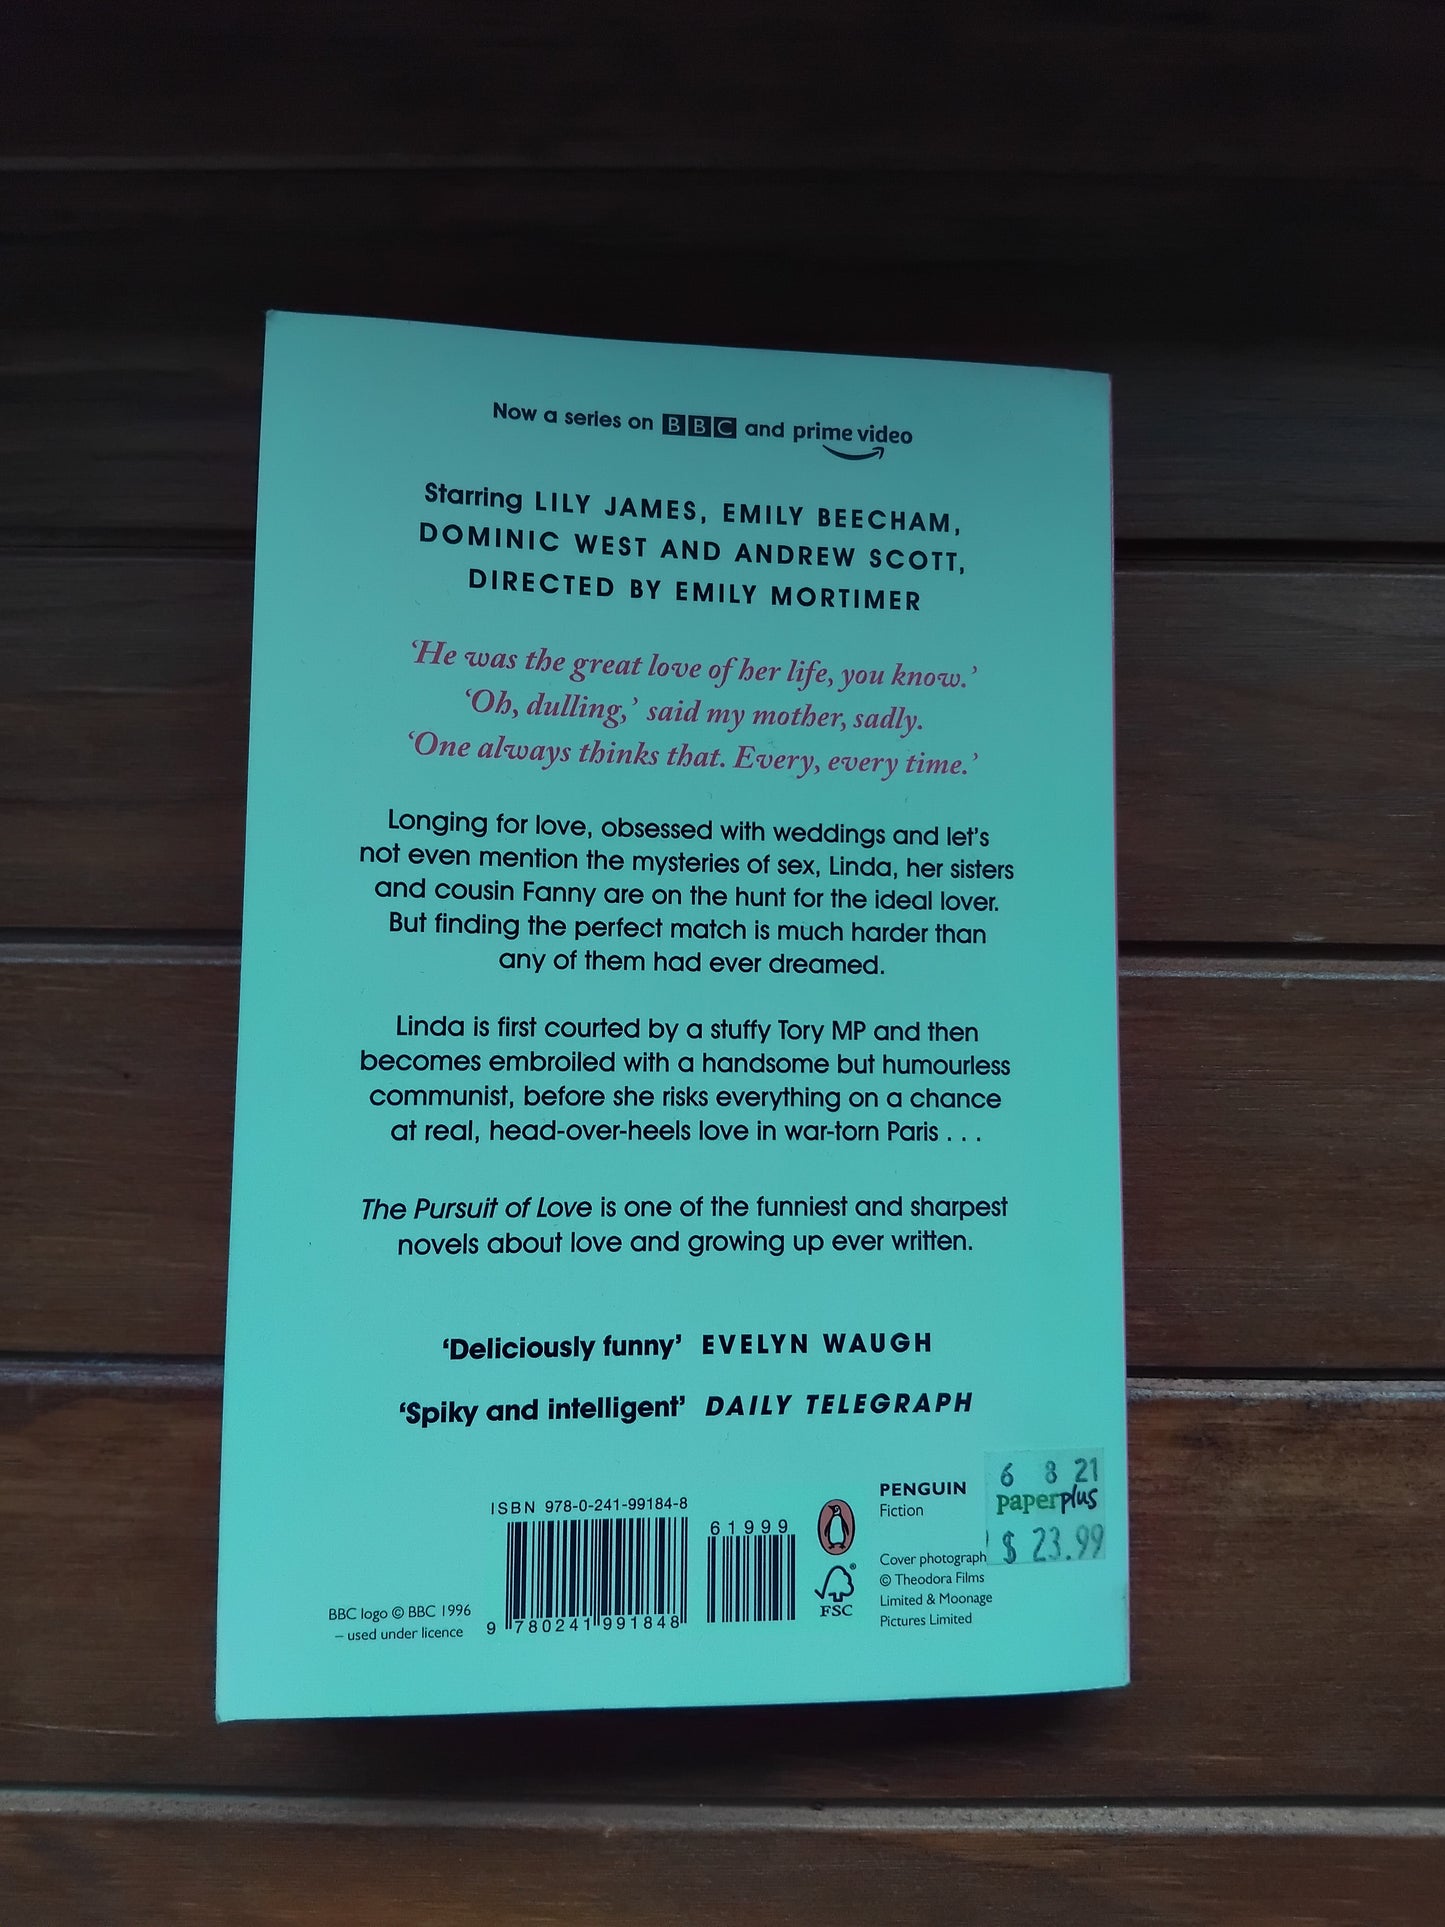 Now a series on BBC and prime video
Starring LILY JAMES, EMILY BEECHAM,
DOMINIC WEST AND ANDREW SCOTT,
DIRECTED BY EMILY MORTIMER
‘He was the great love of her life, you know.’
‘Oh, dulling,’ said my mother, sadly.
‘One always thinks that. Every, every time.’
Longing for love, obsessed with weddings and let's
not even mention the mysteries of sex, Linda, her sisters
and cousin Fanny are on the hunt for the ideal lover.
But finding the perfect match is much harder than
any of them had ever dreamed.
Linda is first courted by a stuffy Tory MP and then
becomes embroiled with a handsome but humourless
communist, before she risks everything on a chance
at real, head-over-heels love in war-torn Paris . . .
The Pursuit of Love is one of the funniest and sharpest
novels about love and growing up ever written.
‘Deliciously funny’ EVELYN WAUGH
‘Spiky and intelligent’ DAILY TELEGRAPH
6 8 21
paperplus
$ 23.99
PENGUIN
Fiction
Cover photograph
© Theodora Films
Limited & Moonage
Pictures Limited
FSC
ISBN 978-0-241-99184-8
61999
9 780241 991848
BBC logo © BBC 1996
– used under licence